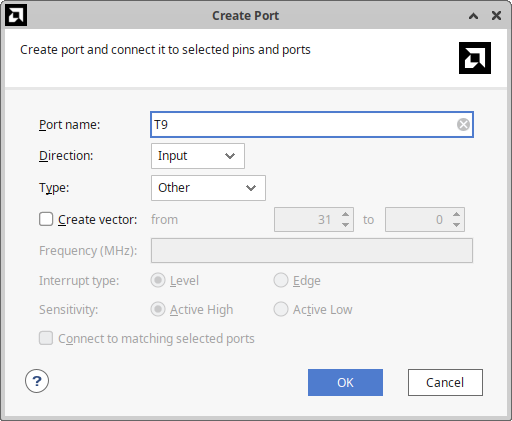 Create Port
Create port and connect it to selected pins and ports
Port name: T9
Direction: Input
Type: Other
Create vector: from 31 to 0
Frequency (MHz):
Interrupt type: Level Edge
Sensitivity: Active High Active Low
Connect to matching selected ports
? OK Cancel